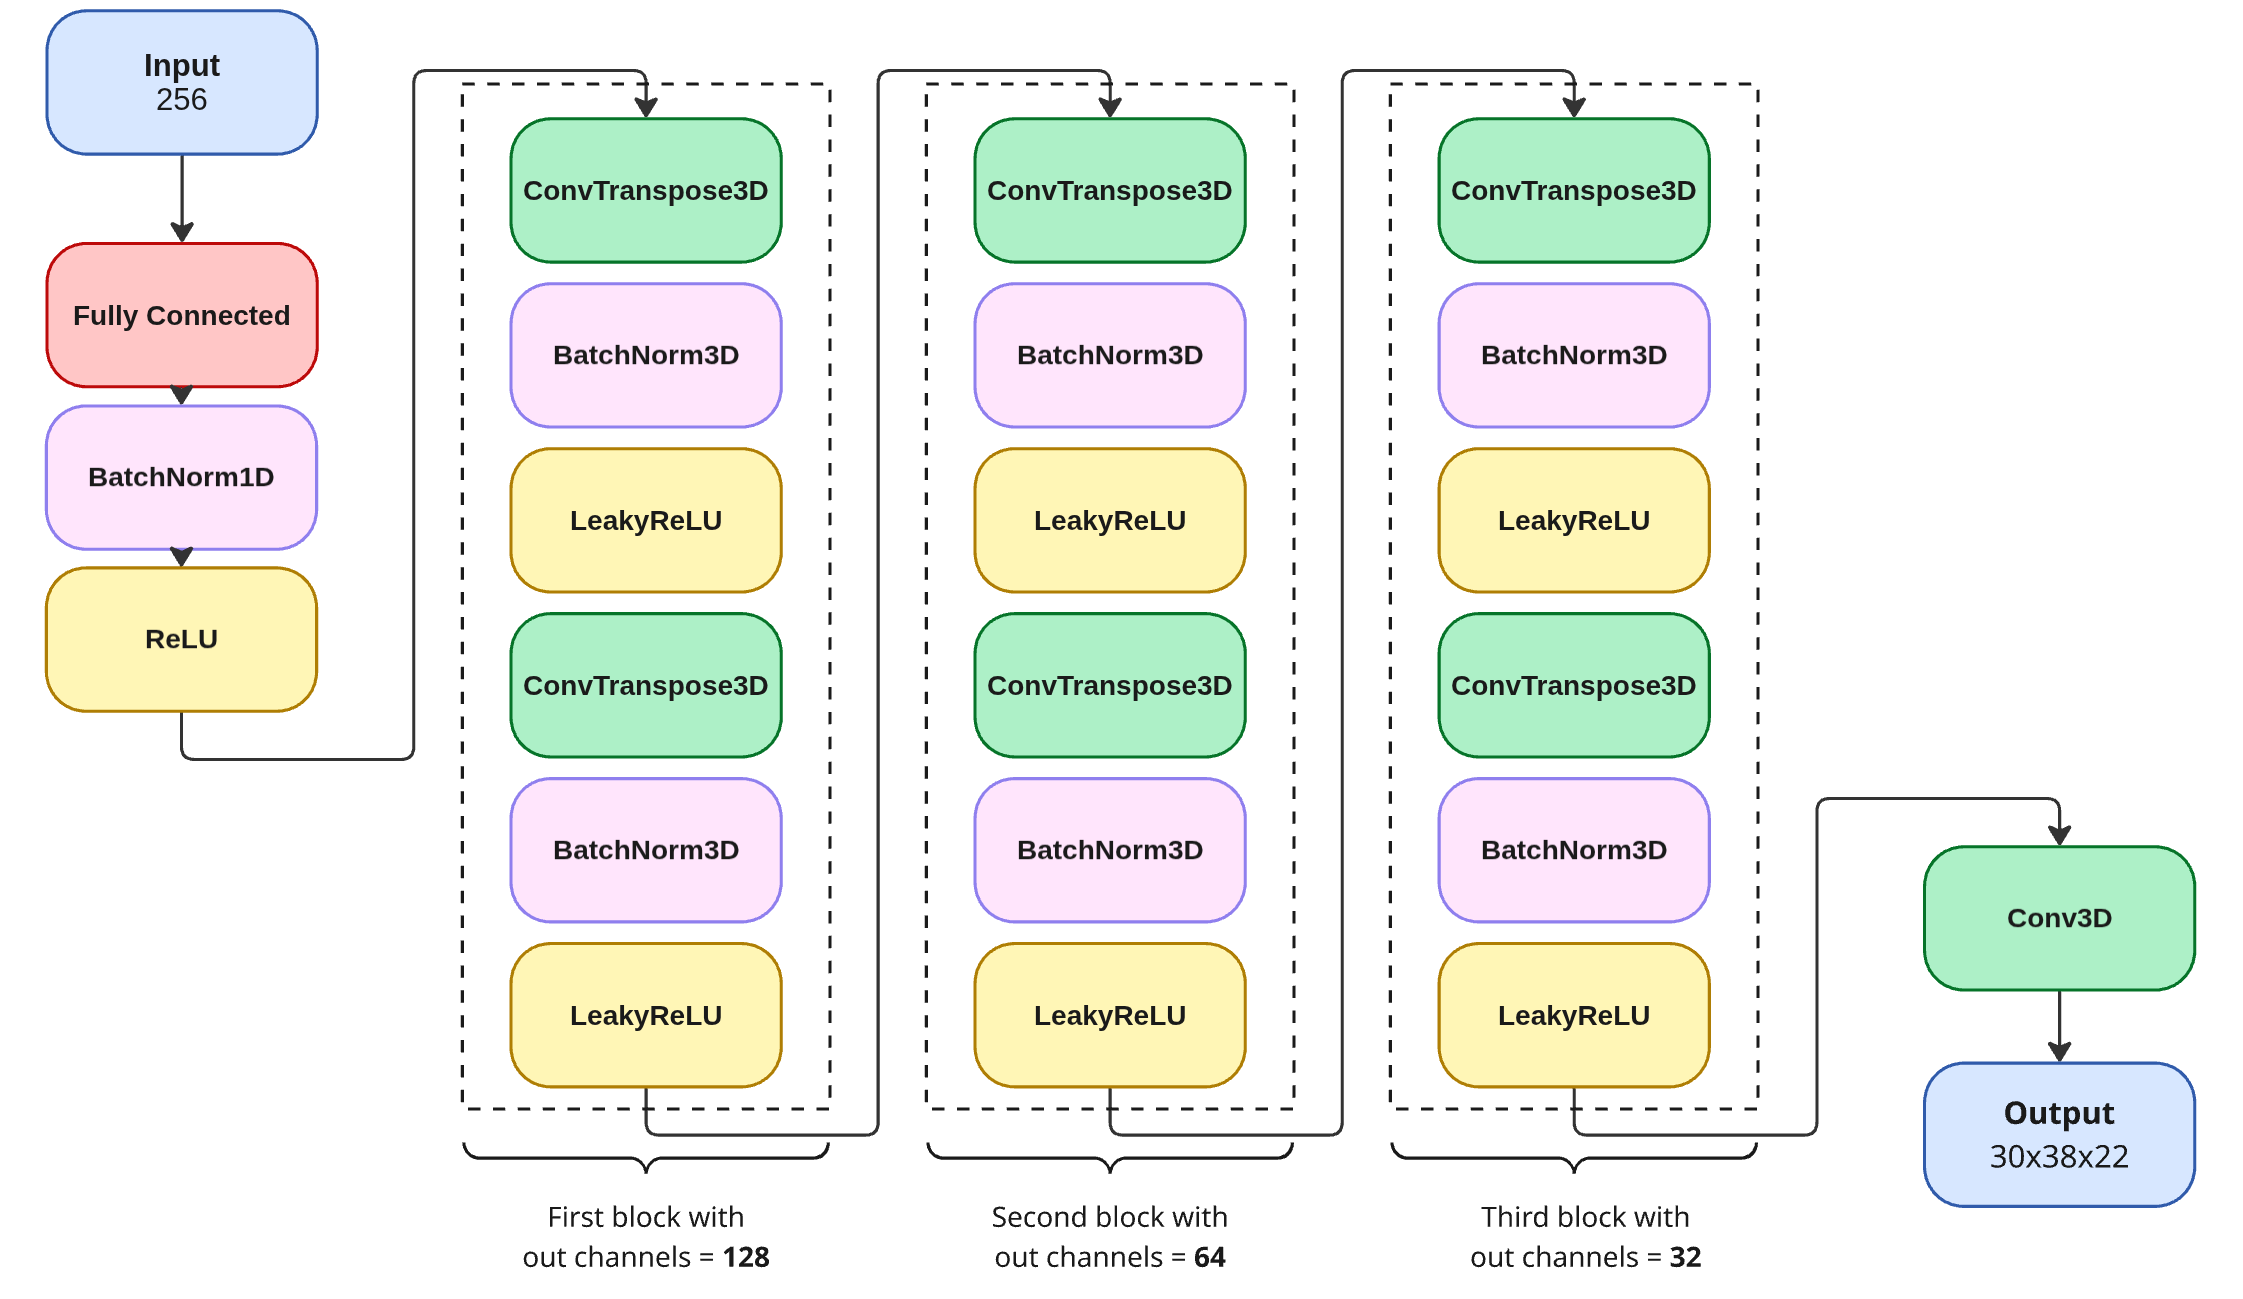 Input
256
Fully Connected
BatchNorm1D
ReLU
ConvTranspose3D
BatchNorm3D
LeakyReLU
ConvTranspose3D
BatchNorm3D
LeakyReLU
First block with
out channels = 128
ConvTranspose3D
BatchNorm3D
LeakyReLU
ConvTranspose3D
BatchNorm3D
LeakyReLU
Second block with
out channels = 64
ConvTranspose3D
BatchNorm3D
LeakyReLU
ConvTranspose3D
BatchNorm3D
LeakyReLU
Third block with
out channels = 32
Conv3D
Output
30x38x22